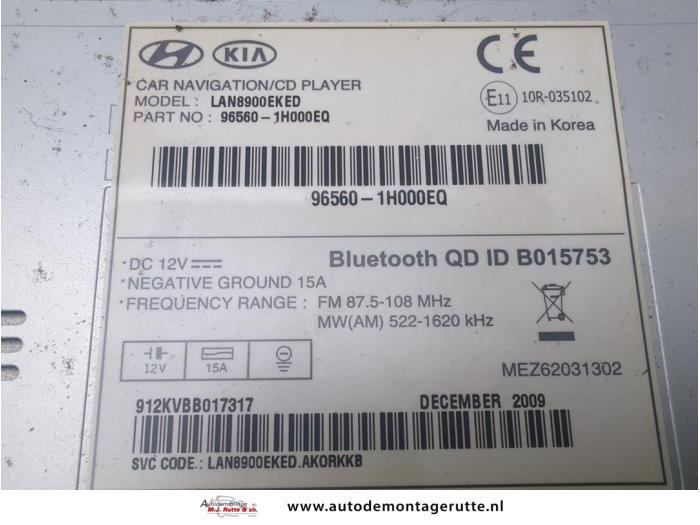 HYUNDAI KIA CE
CAR NAVIGATION/CD PLAYER
MODEL : LAN8900EKED
PART NO : 96560-1H000EQ
E11 10R-035102
Made in Korea
96560-1H000EQ
DC 12V
Bluetooth QD ID B015753
NEGATIVE GROUND 15A
FREQUENCY RANGE : FM 87.5-108 MHz
MW(AM) 522-1620 kHz
12V 15A
MEZ62031302
912KVBB017317 DECEMBER 2009
SVC CODE : LAN8900EKED.AKORKKB
Autodemontage
M.J. Rutte & zn.
www.autodemontagerutte.nl